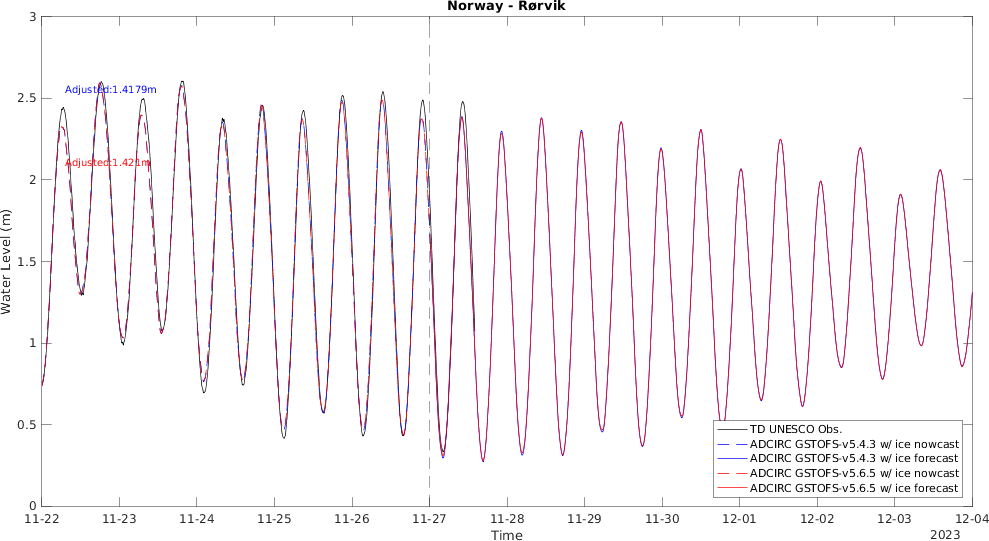 Norway - Rørvik
3
2.5
2
1.5
1
0.5
0
Water Level (m)
Adjusted:1.4179m
Adjusted:1.421m
TD UNESCO Obs.
ADCIRC GSTOFS-v5.4.3 w/ ice nowcast
ADCIRC GSTOFS-v5.4.3 w/ ice forecast
ADCIRC GSTOFS-v5.6.5 w/ ice nowcast
ADCIRC GSTOFS-v5.6.5 w/ ice forecast
11-22 11-23 11-24 11-25 11-26 11-27 11-28 11-29 11-30 12-01 12-02 12-03 12-04
Time
2023